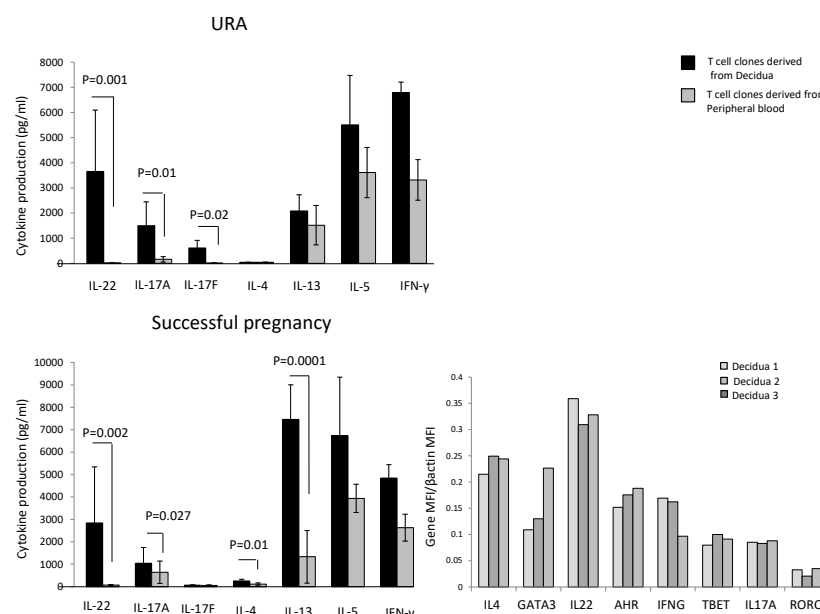 URA
T cell clones derived
from Decidua
T cell clones derived from
Peripheral blood
Cytokine production (pg/ml)
8000
7000
6000
5000
4000
3000
2000
1000
0
P=0.001
P=0.01
P=0.02
IL-22 IL-17A IL-17F IL-4 IL-13 IL-5 IFN-γ
Successful pregnancy
Cytokine production (pg/ml)
10000
9000
8000
7000
6000
5000
4000
3000
2000
1000
0
P=0.002
P=0.027
P=0.01
P=0.0001
IL-22 IL-17A IL-17F IL-4 IL-13 IL-5 IFN-γ
Decidua 1
Decidua 2
Decidua 3
Gene MFI/βactin MFI
0.4
0.35
0.3
0.25
0.2
0.15
0.1
0.05
0
IL4 GATA3 IL22 AHR IFNG TBET IL17A RORC